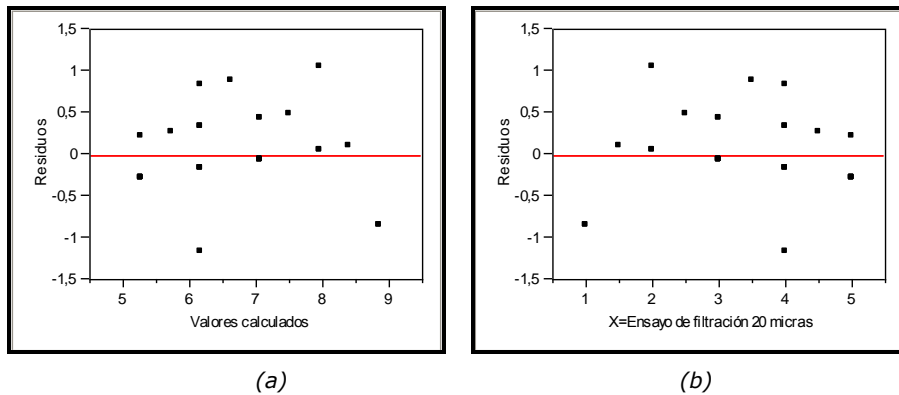 1,5
1
0,5
0
-0,5
-1
-1,5
Residuos
5 6 7 8 9
Valores calculados
(a)
1,5
1
0,5
0
-0,5
-1
-1,5
Residuos
1 2 3 4 5
X=Ensayo de filtración 20 micras
(b)